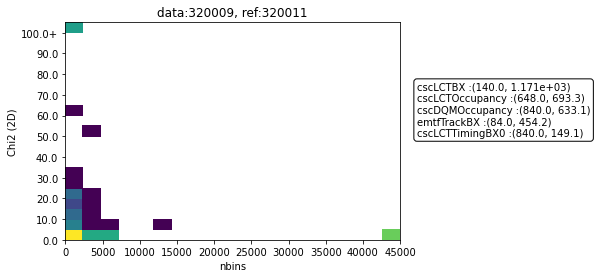 data:320009, ref:320011
100.0+
90.0
80.0
70.0
60.0
50.0
40.0
30.0
20.0
10.0
0.0
Chi2 (2D)
0 5000 10000 15000 20000 25000 30000 35000 40000 45000
nbins
cscLCTBX :(140.0, 1.171e+03)
cscLCTOccupancy :(648.0, 693.3)
cscDQMOccupancy :(840.0, 633.1)
emtfTrackBX :(84.0, 454.2)
cscLCTTimingBX0 :(840.0, 149.1)